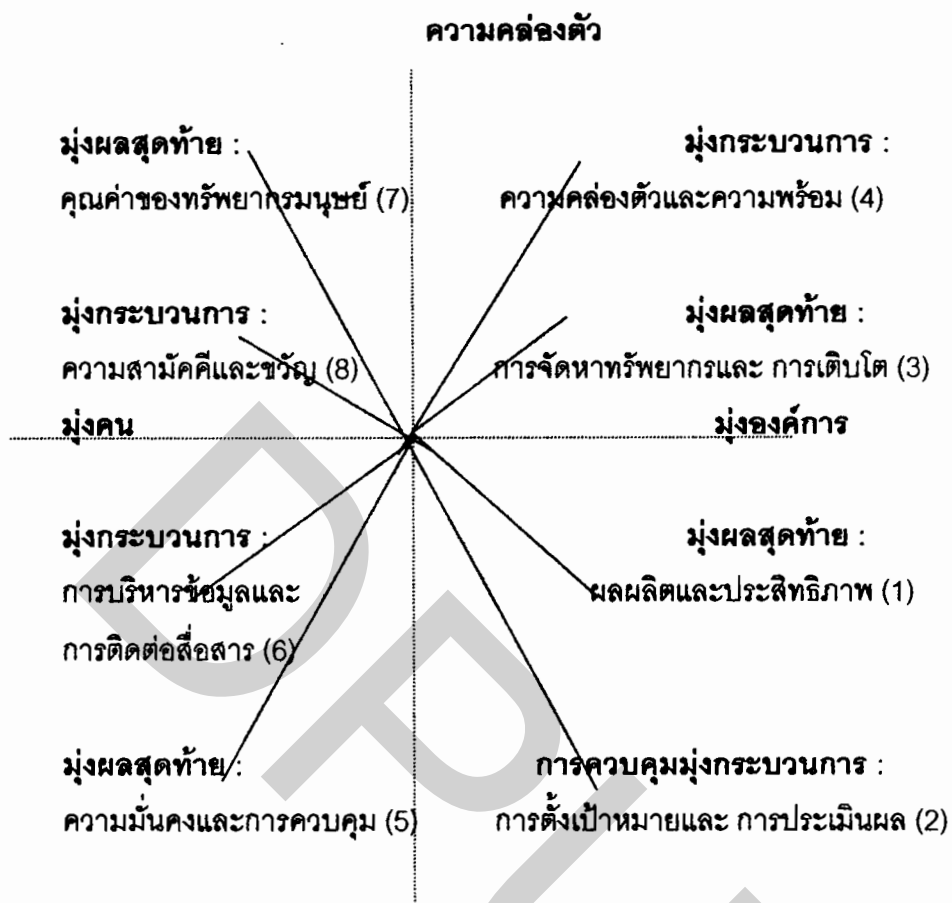 ความคล่องตัว
มุ่งผลสุดท้าย :
คุณค่าของทรัพยากรมนุษย์ (7)
มุ่งกระบวนการ :
ความคล่องตัวและความพร้อม (4)
มุ่งกระบวนการ :
ความสามัคคีและขวัญ (8)
มุ่งผลสุดท้าย :
การจัดหาทรัพยากรและ การเติบโต (3)
มุ่งคน
มุ่งองค์การ
มุ่งกระบวนการ :
การบริหารข้อมูลและ
การติดต่อสื่อสาร (6)
มุ่งผลสุดท้าย :
ผลผลิตและประสิทธิภาพ (1)
มุ่งผลสุดท้าย :
ความมั่นคงและการควบคุม (5)
การควบคุมมุ่งกระบวนการ :
การตั้งเป้าหมายและ การประเมินผล (2)
DPU